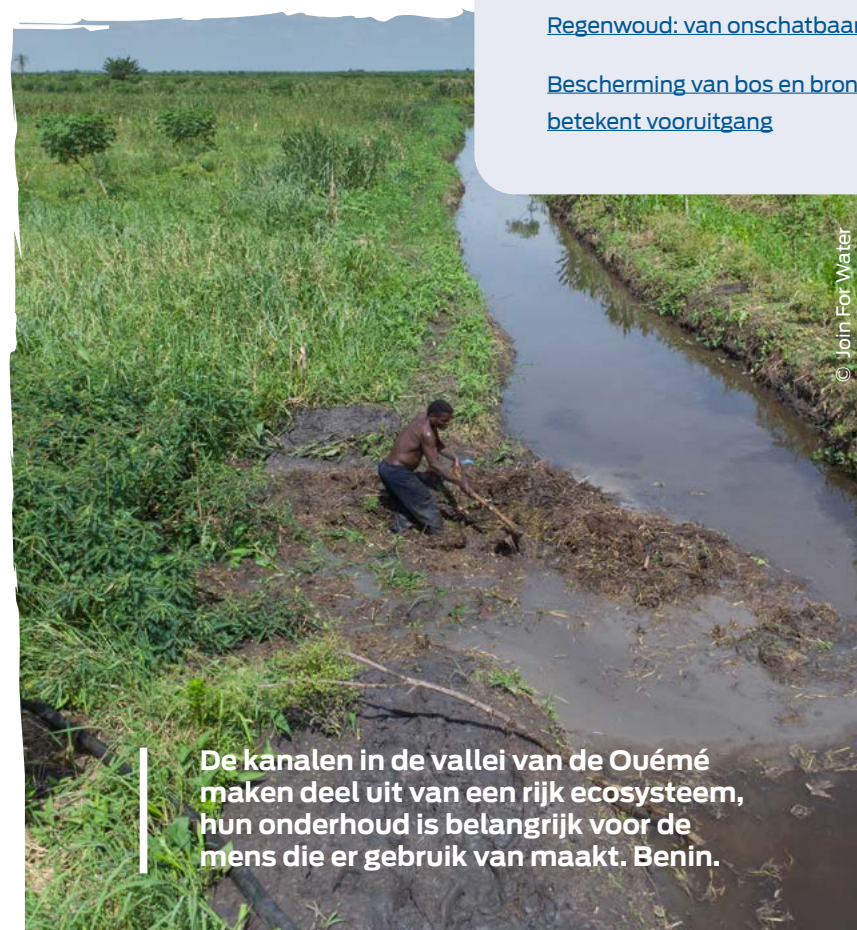 Regenwoud: van onschatbaar
Bescherming van bos en bron
betekent vooruitgang
© Join For Water
De kanalen in de vallei van de Ouémé
maken deel uit van een rijk ecosysteem,
hun onderhoud is belangrijk voor de
mens die er gebruik van maakt. Benin.